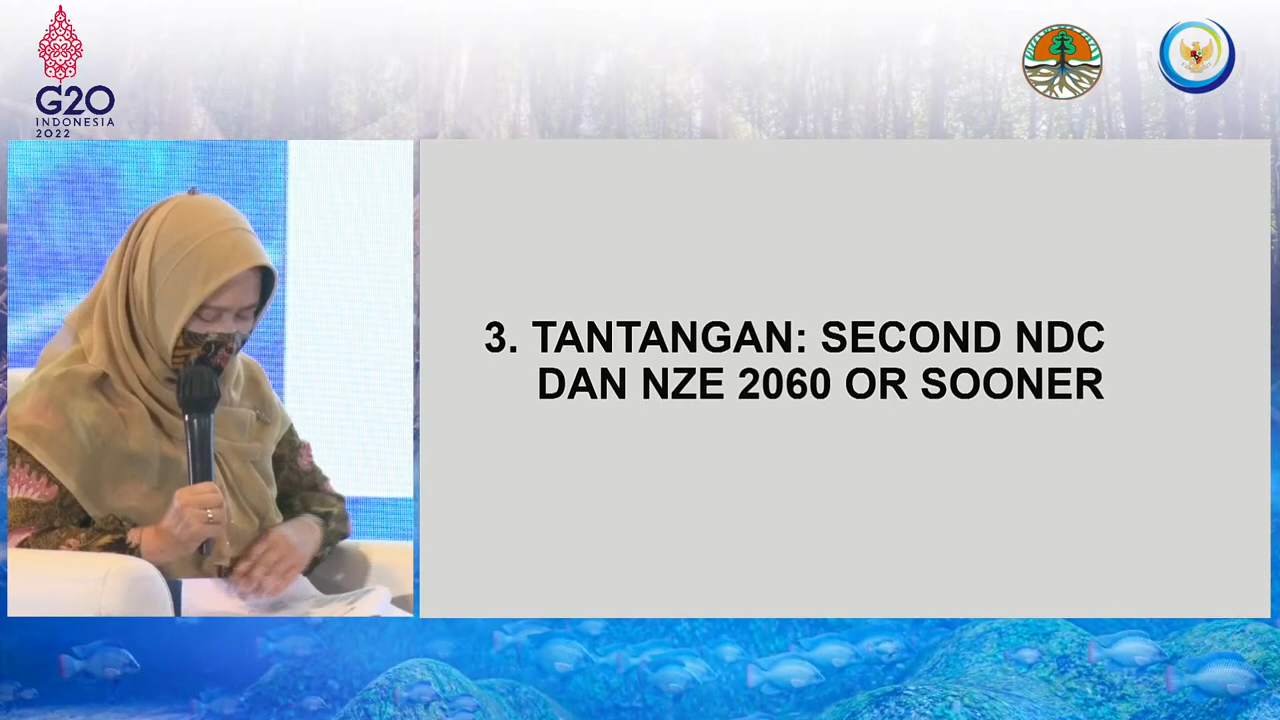 G20
INDONESIA
2022
3. TANTANGAN: SECOND NDC
DAN NZE 2060 OR SOONER